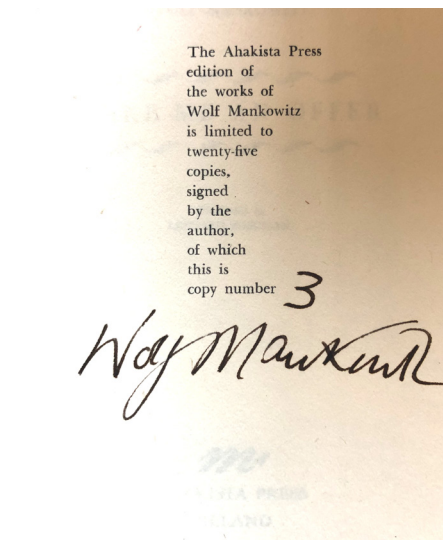 The Ahakista Press
edition of
the works of
Wolf Mankowitz
is limited to
twenty-five
copies,
signed
by the
author,
of which
this is
copy number 3
Wolf Mankowitz